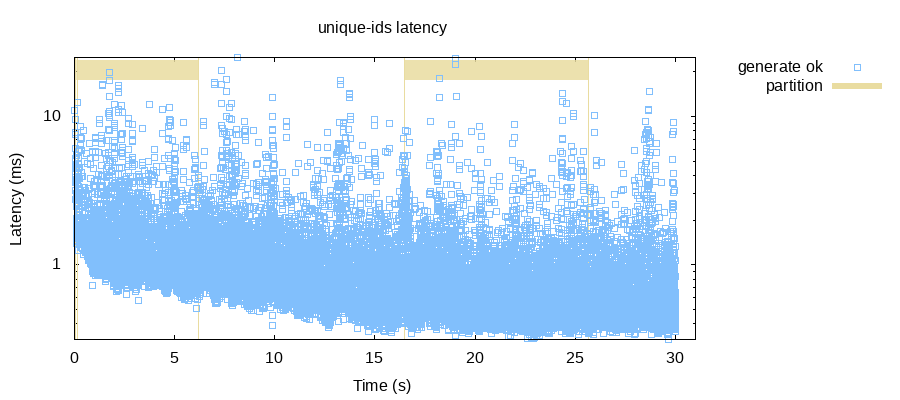 unique-ids latency
generate ok
partition
10
1
Latency (ms)
0 5 10 15 20 25 30
Time (s)